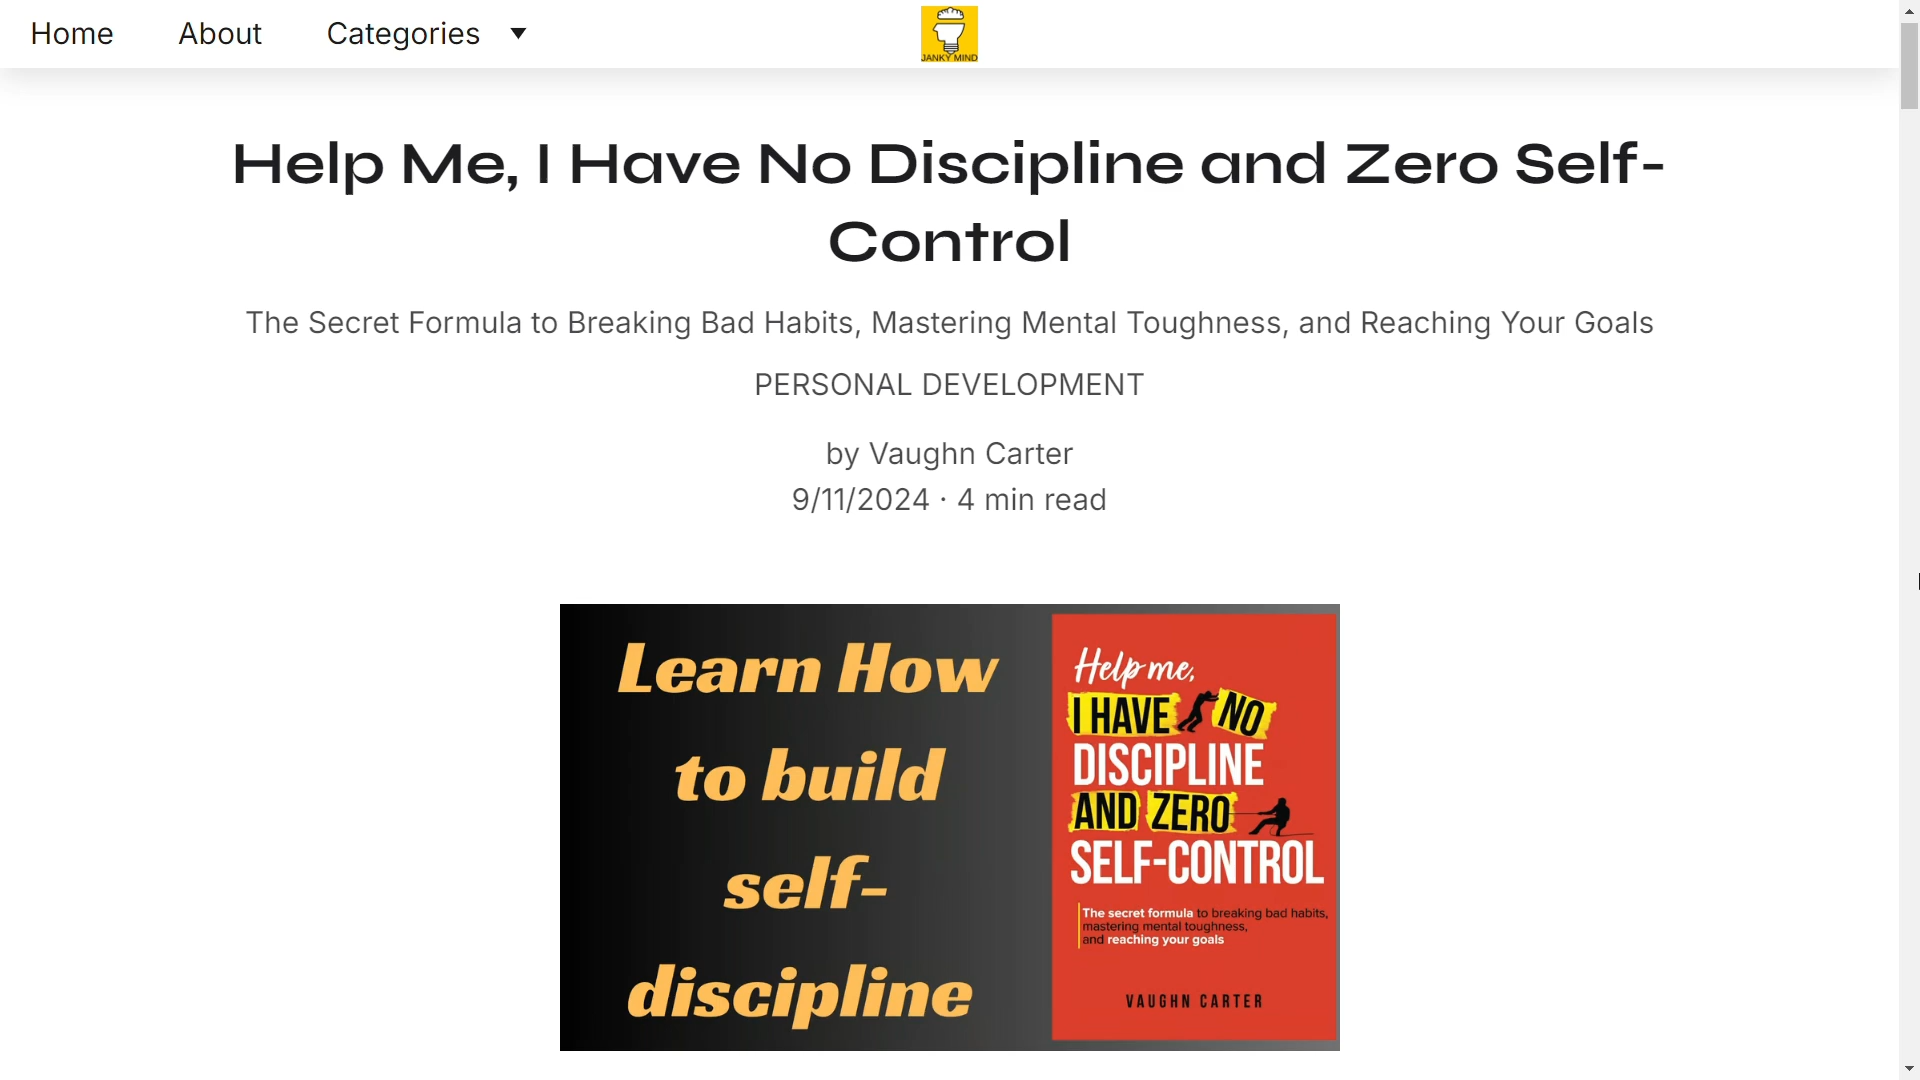 Home
About
Categories
JANKY MIND
Help Me, I Have No Discipline and Zero Self-
Control
The Secret Formula to Breaking Bad Habits, Mastering Mental Toughness, and Reaching Your Goals
PERSONAL DEVELOPMENT
by Vaughn Carter
9/11/2024 · 4 min read
Learn How
to build
self-
discipline
Help me,
I HAVE NO
DISCIPLINE
AND ZERO
SELF-CONTROL
The secret formula to breaking bad habits,
mastering mental toughness,
and reaching your goals
VAUGHN CARTER